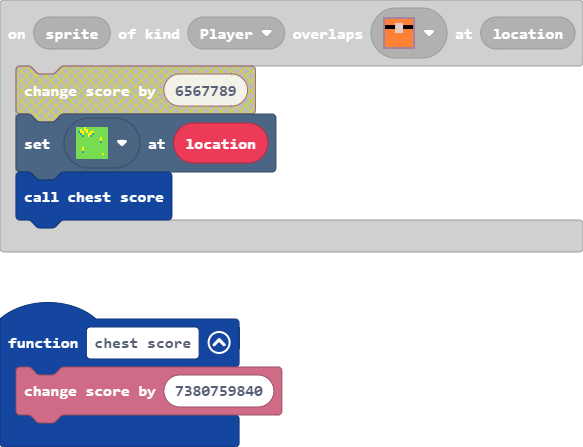 on sprite of kind Player overlaps at location
change score by 6567789
set at location
call chest score
function chest score
change score by 7380759840